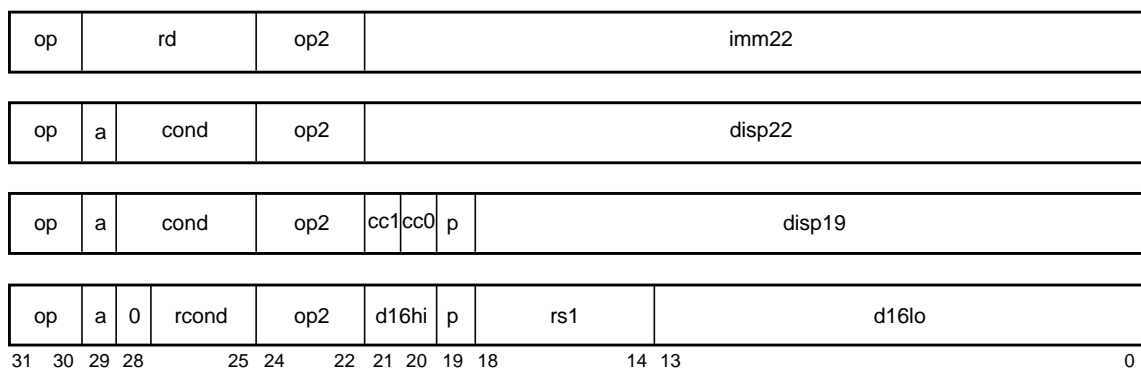 op rd op2 imm22
op a cond op2 disp22
op a cond op2 cc1 cc0 p disp19
op a 0 rcond op2 d16hi p rs1 d16lo
31 30 29 28 25 24 22 21 20 19 18 14 13 0